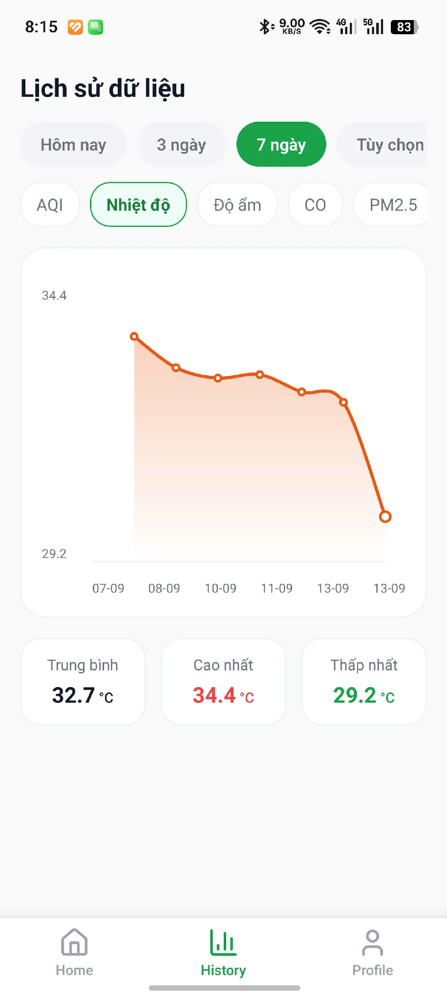 8:15 9.00 KB/S 4G 5G 83
Lịch sử dữ liệu
Hôm nay 3 ngày 7 ngày Tùy chọn
AQI Nhiệt độ Độ ẩm CO PM2.5
34.4
29.2
07-09 08-09 10-09 11-09 13-09 13-09
Trung bình Cao nhất Thấp nhất
32.7 °C 34.4 °C 29.2 °C
Home History Profile